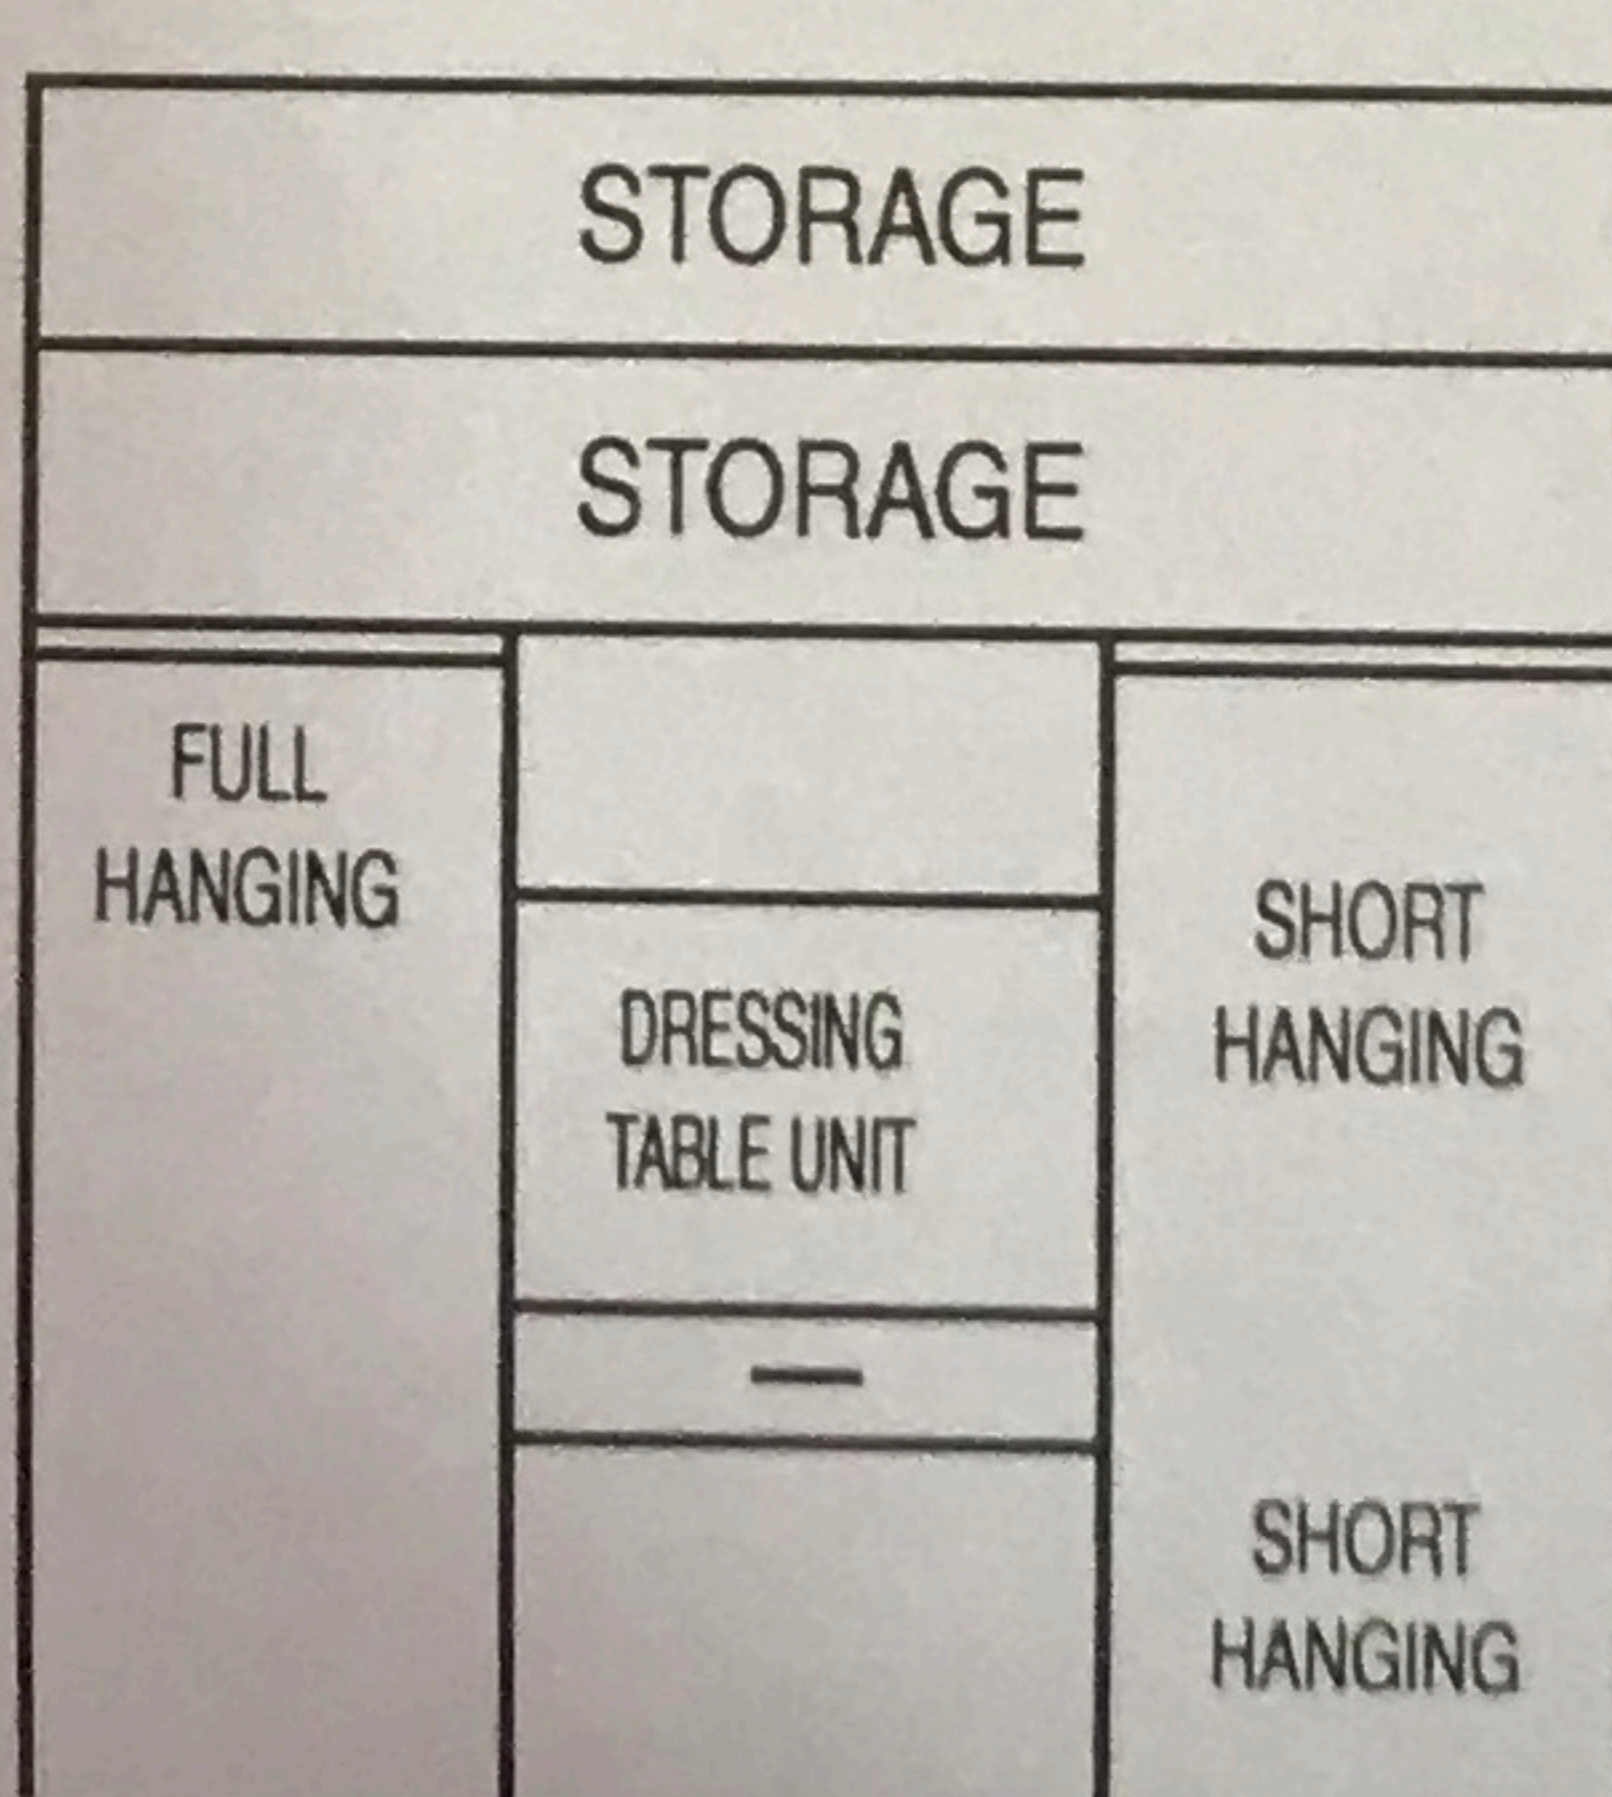 STORAGE
STORAGE
FULL
HANGING
DRESSING
TABLE UNIT
SHORT
HANGING
SHORT
HANGING